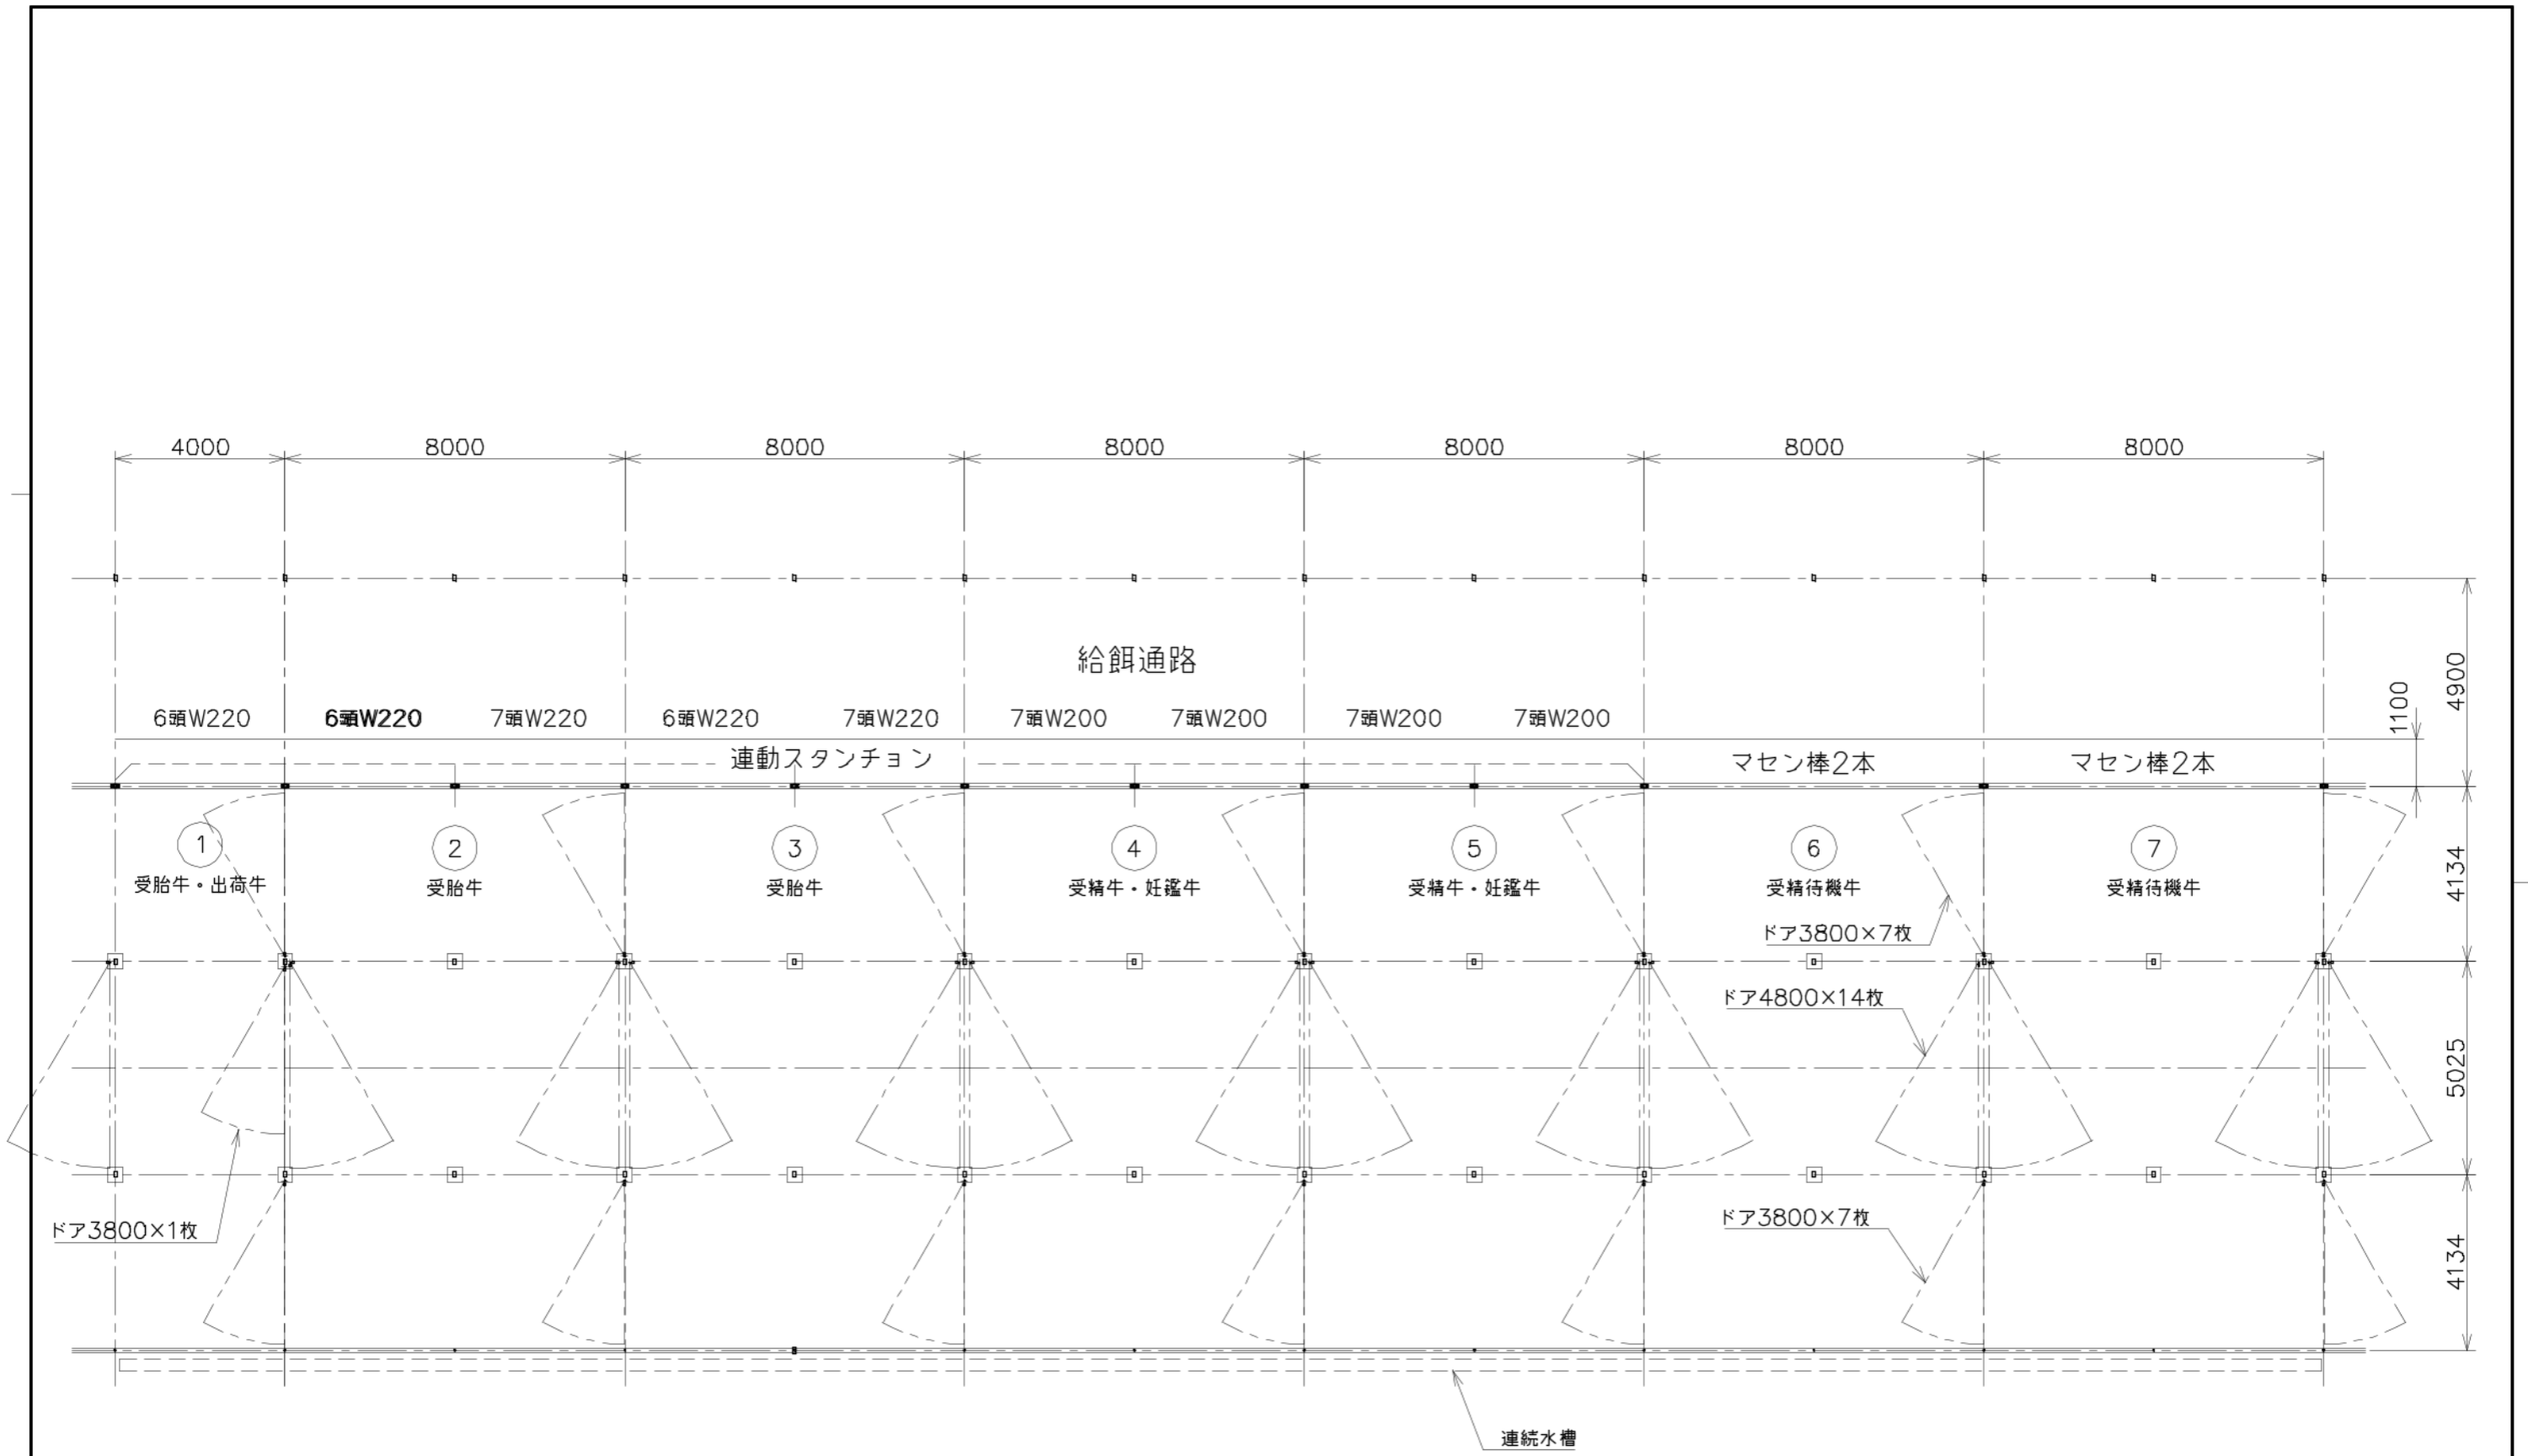 4000 8000 8000 8000 8000 8000 8000
給餌通路
4900
1100
6頭W220 6頭W220 7頭W220 6頭W220 7頭W220 7頭W200 7頭W200 7頭W200 7頭W200
連動スタンチョン マセン棒2本 マセン棒2本
1 2 3 4 5 6 7
受胎牛・出荷牛 受胎牛 受胎牛 受精牛・妊鑑牛 受精牛・妊鑑牛 受精待機牛 受精待機牛
4134
ドア3800×7枚
ドア4800×14枚
5025
ドア3800×1枚
ドア3800×7枚
4134
連続水槽